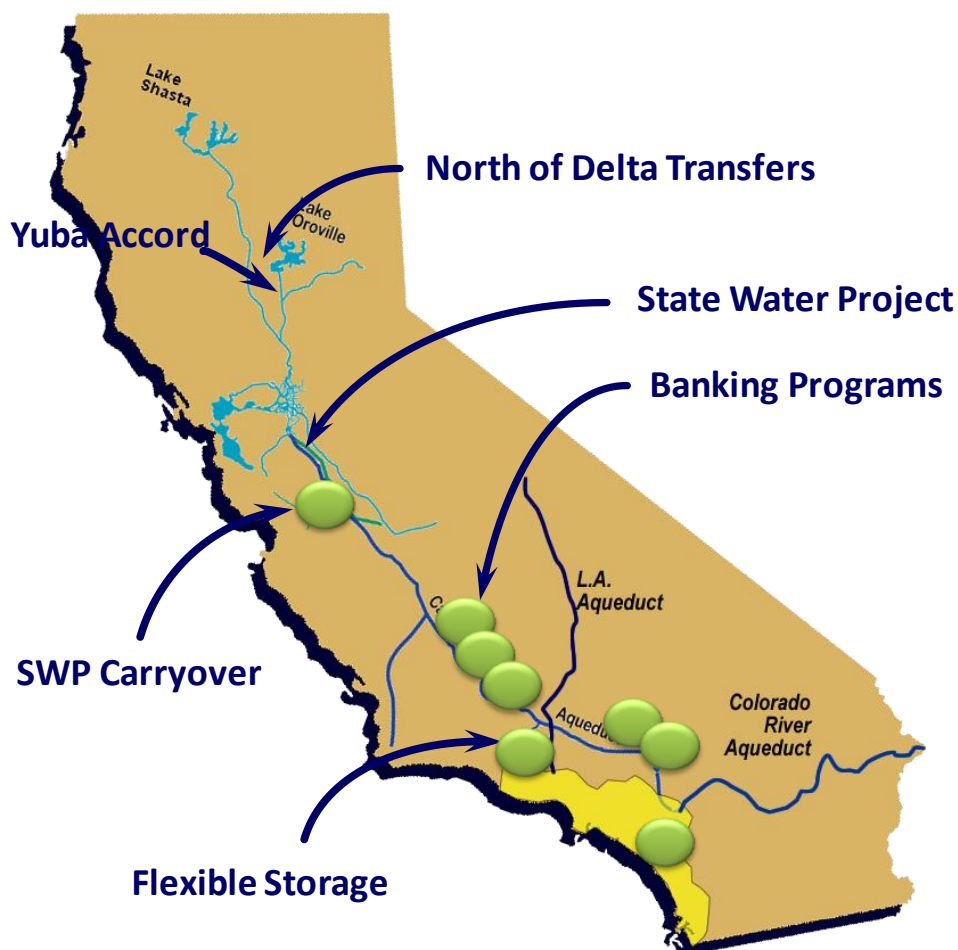 Lake
Shasta
North of Delta Transfers
Lake
Oroville
Yuba Accord
State Water Project
Banking Programs
L.A.
Aqueduct
SWP Carryover
Aqueduct
Colorado
River
Aqueduct
Flexible Storage